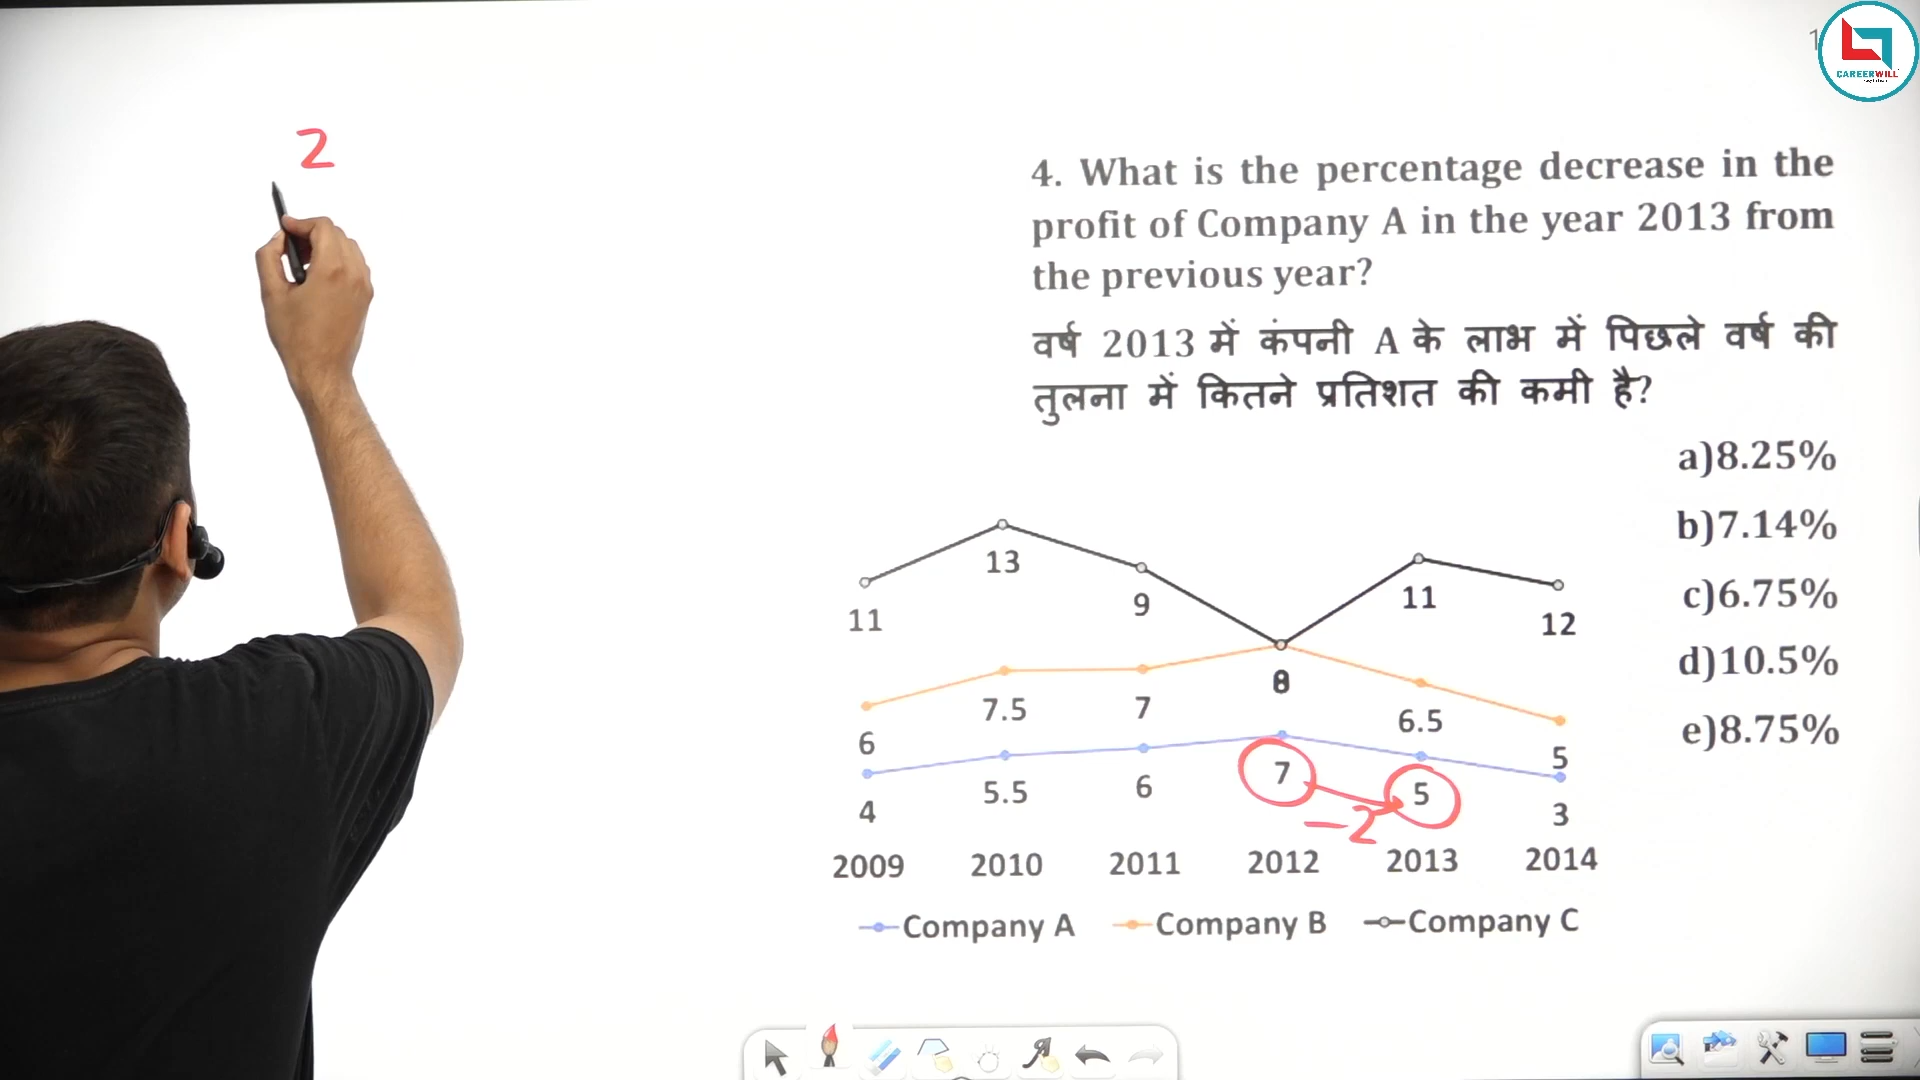 1
CAREERWILL
2
4. What is the percentage decrease in the
profit of Company A in the year 2013 from
the previous year?
वर्ष 2013 में कंपनी A के लाभ में पिछले वर्ष की
तुलना में कितने प्रतिशत की कमी है?
a)8.25%
b)7.14%
c)6.75%
d)10.5%
e)8.75%
11 13 9 8 11 12
6 7.5 7 8 6.5 5
4 5.5 6 7 5 3
-2
2009 2010 2011 2012 2013 2014
Company A Company B Company C